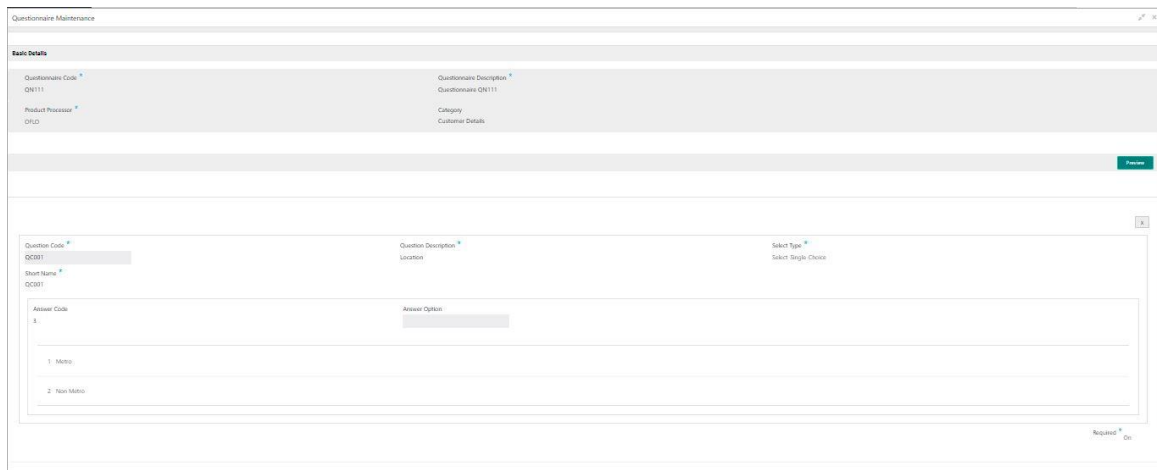 Questionnaire Maintenance
Basic Details
Questionnaire Code *
Questionnaire Description *
QN111
Questionnaire QN111
Product Processor *
Category
OFLO
Customer Details
Preview
x
Question Code *
Question Description *
Select Type *
QC001
Location
Select Single Choice
Short Name *
QC001
Answer Code
Answer Option
3
1 Metro
2 Non Metro
Required *
On